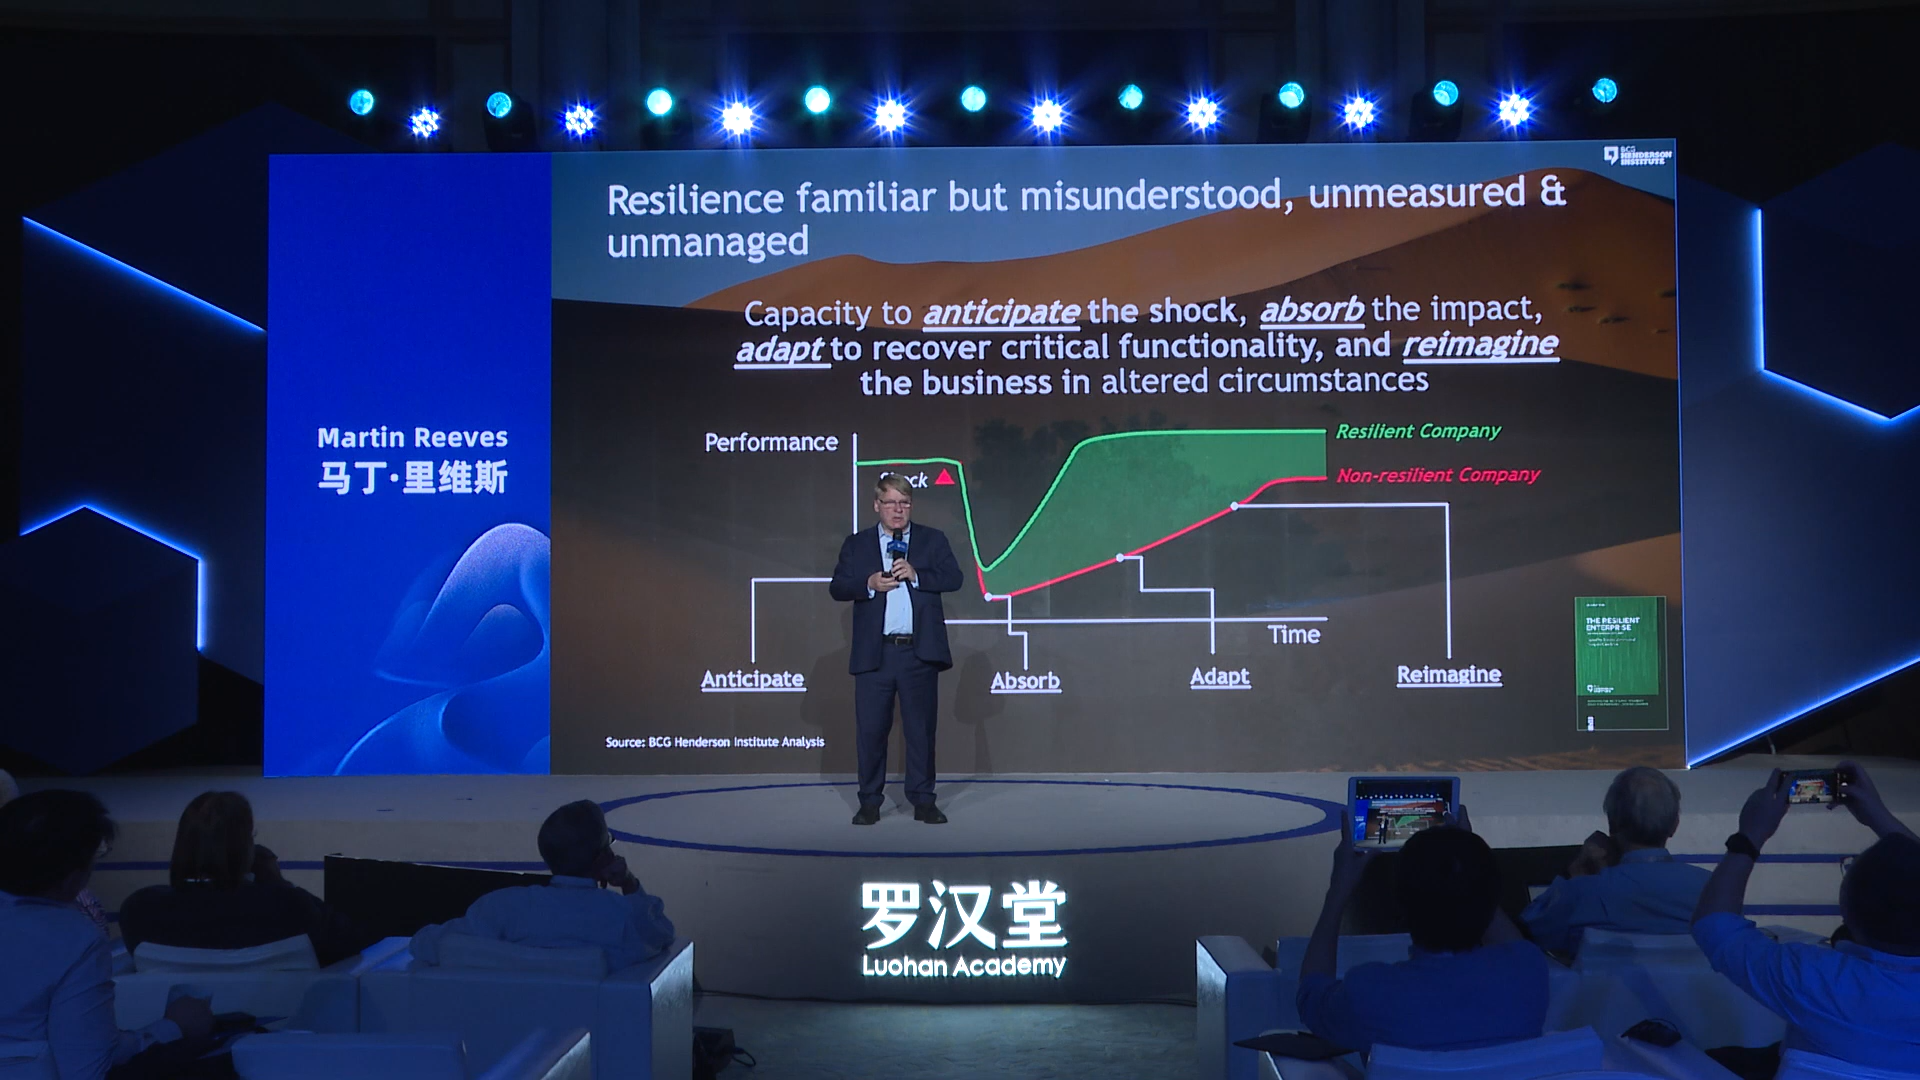 BCG
HENDERSON
INSTITUTE
Resilience familiar but misunderstood, unmeasured &
unmanaged
Capacity to anticipate the shock, absorb the impact,
adapt to recover critical functionality, and reimagine
the business in altered circumstances
Martin Reeves
马丁·里维斯
Performance
Resilient Company
Non-resilient Company
Time
Anticipate
Absorb
Adapt
Reimagine
THE RESILIENT
ENTERPRISE
Source: BCG Henderson Institute Analysis
罗汉堂
Luohan Academy